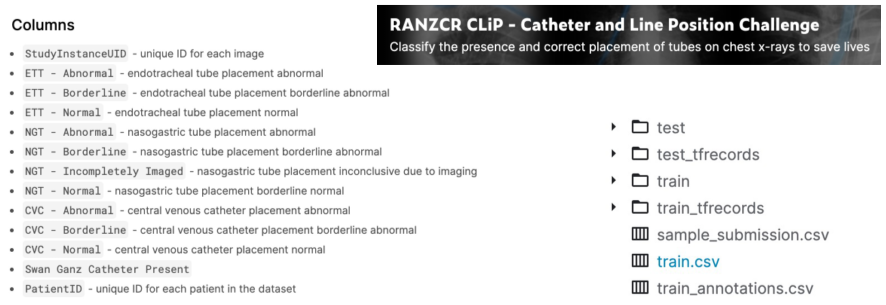 Columns
StudyInstanceUID - unique ID for each image
ETT - Abnormal - endotracheal tube placement abnormal
ETT - Borderline - endotracheal tube placement borderline abnormal
ETT - Normal - endotracheal tube placement normal
NGT - Abnormal - nasogastric tube placement abnormal
NGT - Borderline - nasogastric tube placement borderline abnormal
NGT - Incompletely Imaged - nasogastric tube placement inconclusive due to imaging
NGT - Normal - nasogastric tube placement borderline normal
CVC - Abnormal - central venous catheter placement abnormal
CVC - Borderline - central venous catheter placement borderline abnormal
CVC - Normal - central venous catheter placement normal
Swan Ganz Catheter Present
PatientID - unique ID for each patient in the dataset
RANZCR CLiP - Catheter and Line Position Challenge
Classify the presence and correct placement of tubes on chest x-rays to save lives
test
test_tfrecords
train
train_tfrecords
sample_submission.csv
train.csv
train_annotations.csv